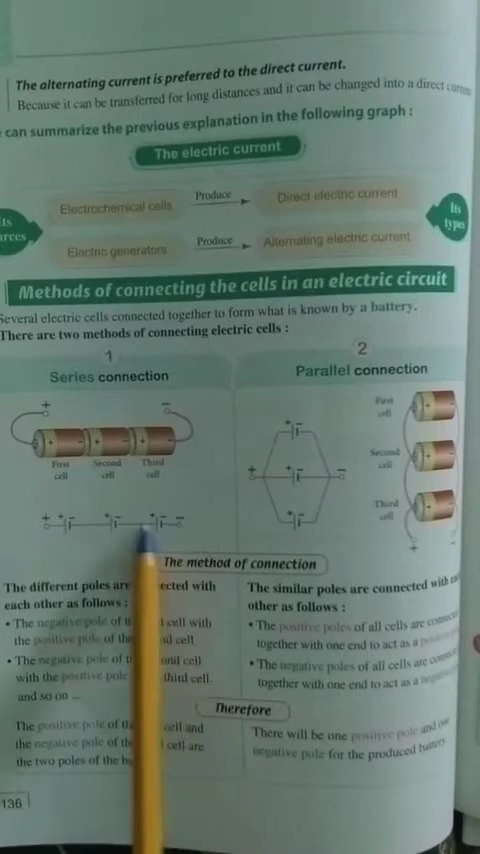 The alternating current is preferred to the direct current.
Because it can be transferred for long distances and it can be changed into a direct
can summarize the previous explanation in the following graph :
The electric current
Electrochemical cells
Produce
Direct electric current
Its
types
Electric generators
Produce
Alternating electric current
Methods of connecting the cells in an electric circuit
Several electric cells connected together to form what is known by a battery.
There are two methods of connecting electric cells :
1
Series connection
2
Parallel connection
+ -
First
cell
Second
cell
Third
cell
First
cell
Second
cell
Third
cell
The method of connection
The different poles are with
each other as follows :
• The negative pole of cell with
the positive pole of the cell
• The negative pole of cell
with the positive pole third cell.
and so on ...
The similar poles are connected with
other as follows :
• The positive poles of all cells are
together with one end to act as a
• The negative poles of all cells are
together with one end to act as a
Therefore
The positive pole of cell and
the negative pole of cell are
the two poles of the
There will be one positive pole and one
negative pole for the produced battery
136